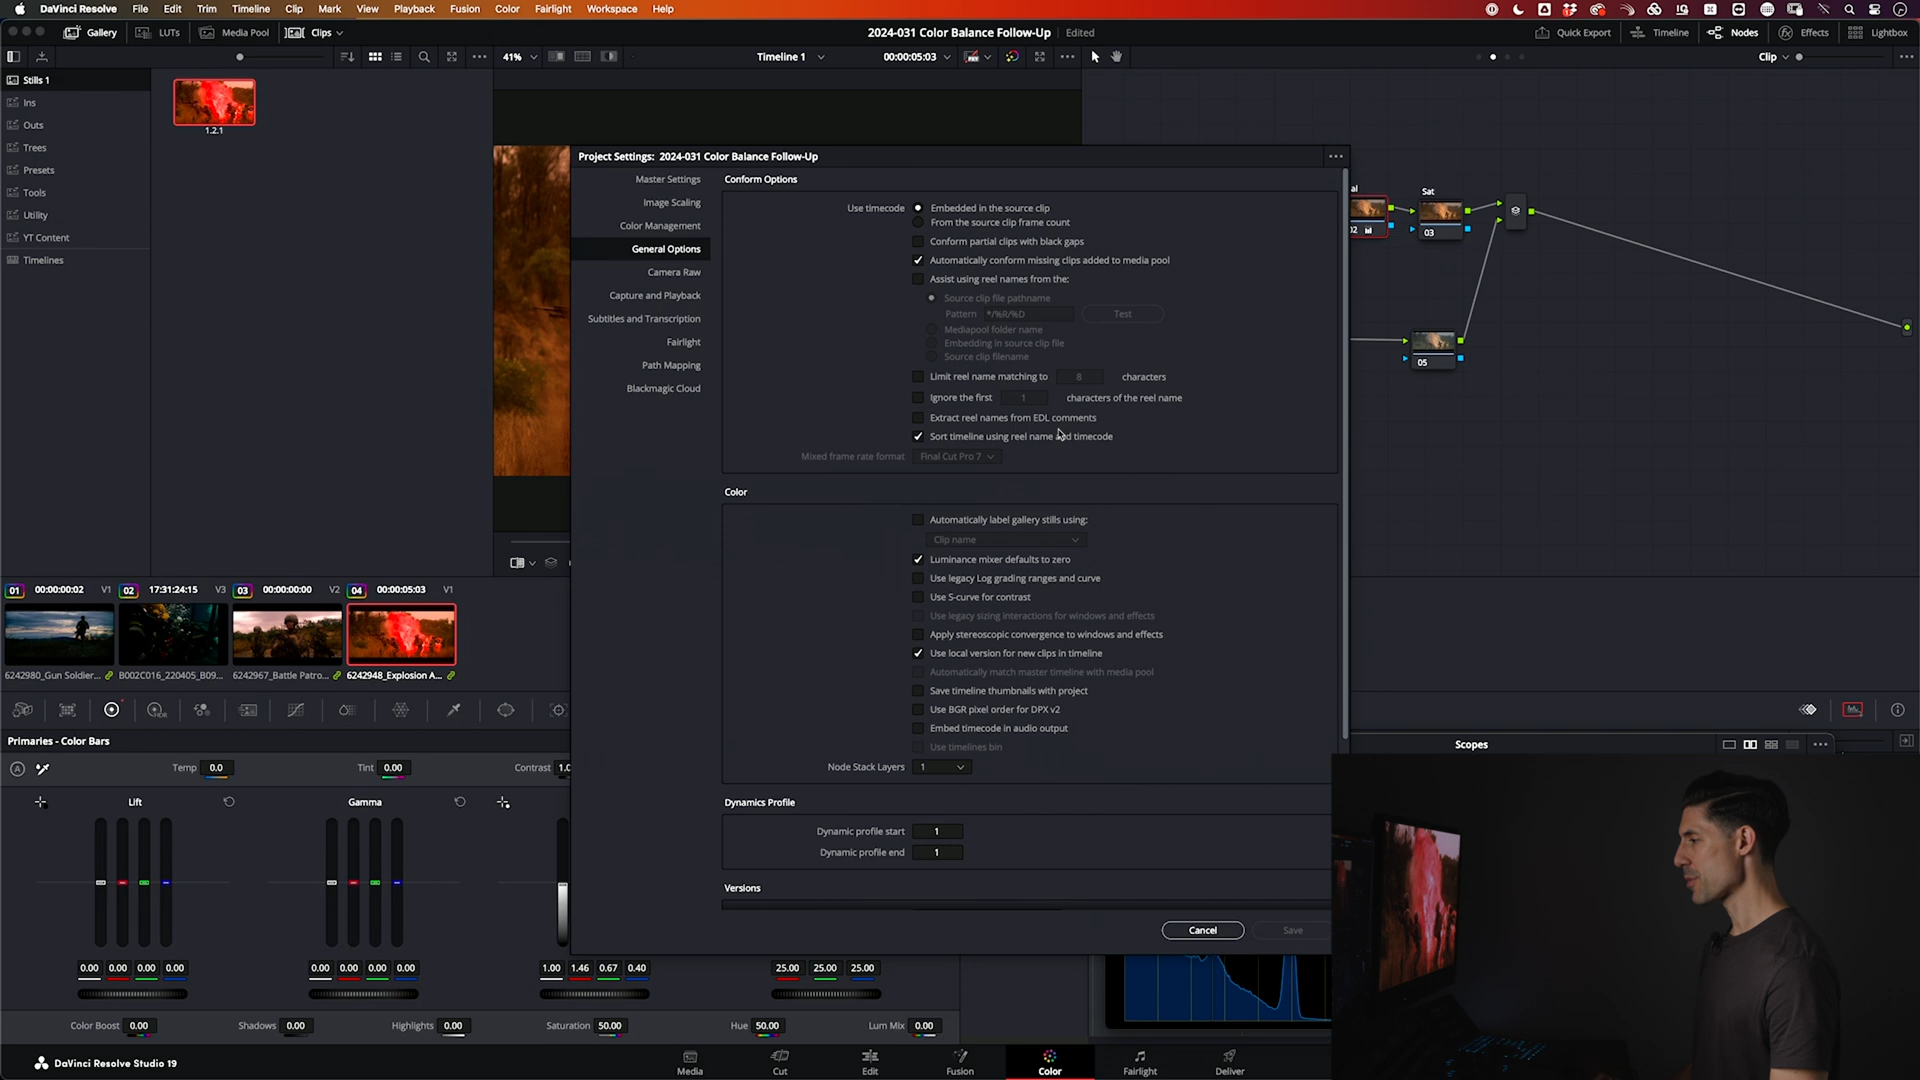 DaVinci Resolve File Edit Trim Timeline Clip Mark View Playback Fusion Color Fairlight Workspace Help
Gallery LUTs Media Pool Clips 2024-031 Color Balance Follow-Up Edited Quick Export Timeline Nodes Effects Lightbox
41% Timeline 1 00:00:05:03 Clip
Stills 1
Ins
Outs
Trees
Presets
Tools
Utility
YT Content
Timelines
1.2.1
Project Settings: 2024-031 Color Balance Follow-Up
Master Settings
Image Scaling
Color Management
General Options
Camera Raw
Capture and Playback
Subtitles and Transcription
Fairlight
Path Mapping
Blackmagic Cloud
Conform Options
Use timecode Embedded in the source clip
From the source clip frame count
Conform partial clips with black gaps
Automatically conform missing clips added to media pool
Assist using reel names from the:
Source clip file pathname
Pattern */%R/%D Test
Mediapool folder name
Embedding in source clip file
Source clip filename
Limit reel name matching to 8 characters
Ignore the first 1 characters of the reel name
Extract reel names from EDL comments
Sort timeline using reel name and timecode
Mixed frame rate format Final Cut Pro 7
Color
Automatically label gallery stills using:
Clip name
Luminance mixer defaults to zero
Use legacy Log grading ranges and curve
Use S-curve for contrast
Use legacy sizing interactions for windows and effects
Apply stereoscopic convergence to windows and effects
Use local version for new clips in timeline
Automatically match master timeline with media pool
Save timeline thumbnails with project
Use BGR pixel order for DPX v2
Embed timecode in audio output
Use timelines bin
Node Stack Layers 1
Dynamics Profile
Dynamic profile start 1
Dynamic profile end 1
Versions
Cancel Save
al Sat
02 03
05
01 00:00:00:02 V1 02 17:31:24:15 V3 03 00:00:00:00 V2 04 00:00:05:03 V1
6242980_Gun Soldier... B002C016_220405_B09... 6242967_Battle Patro... 6242948_Explosion A...
Primaries - Color Bars
Temp 0.0 Tint 0.00 Contrast 1.0
Lift Gamma
0.00 0.00 0.00 0.00 0.00 0.00 0.00 0.00 1.00 1.46 0.67 0.40 25.00 25.00 25.00
Color Boost 0.00 Shadows 0.00 Highlights 0.00 Saturation 50.00 Hue 50.00 Lum Mix 0.00
Scopes
DaVinci Resolve Studio 19
Media Cut Edit Fusion Color Fairlight Deliver